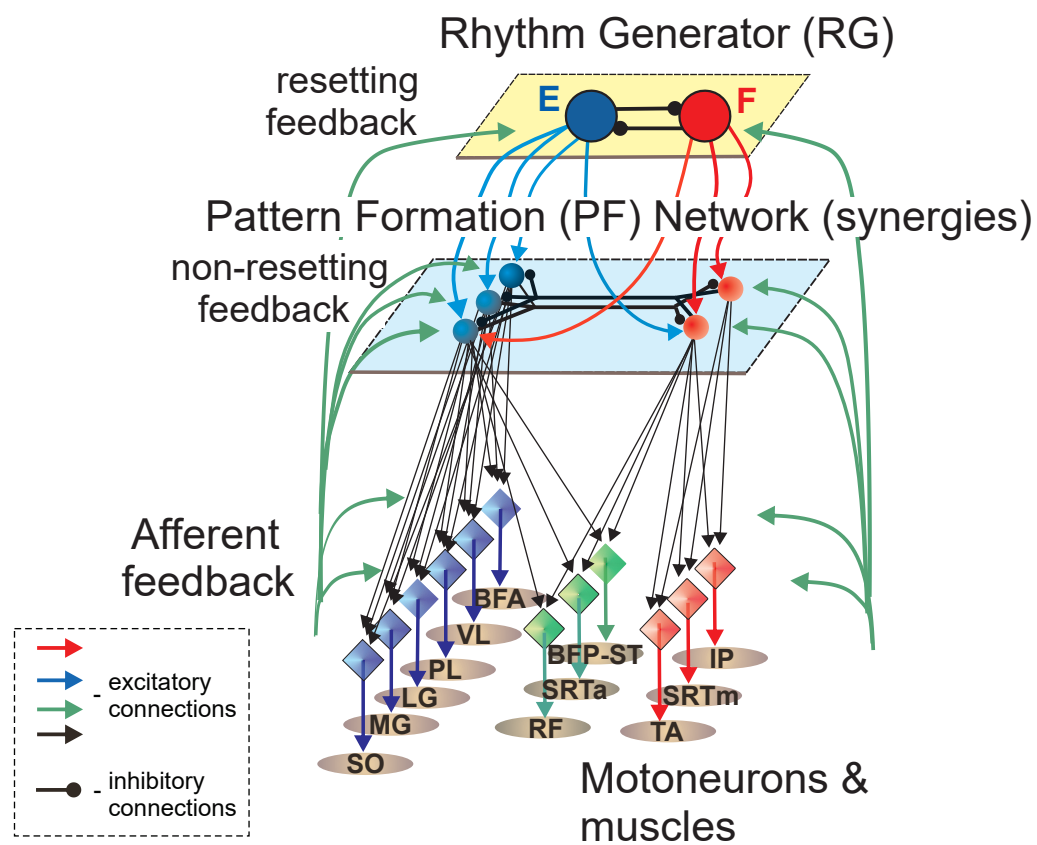 Rhythm Generator (RG)
resetting
feedback
E
F
Pattern Formation (PF) Network (synergies)
non-resetting
feedback
Afferent
feedback
BFA
VL
PL
LG
MG
SO
BFP-ST
SRTa
RF
IP
SRTm
TA
- excitatory
connections
- inhibitory
connections
Motoneurons &
muscles